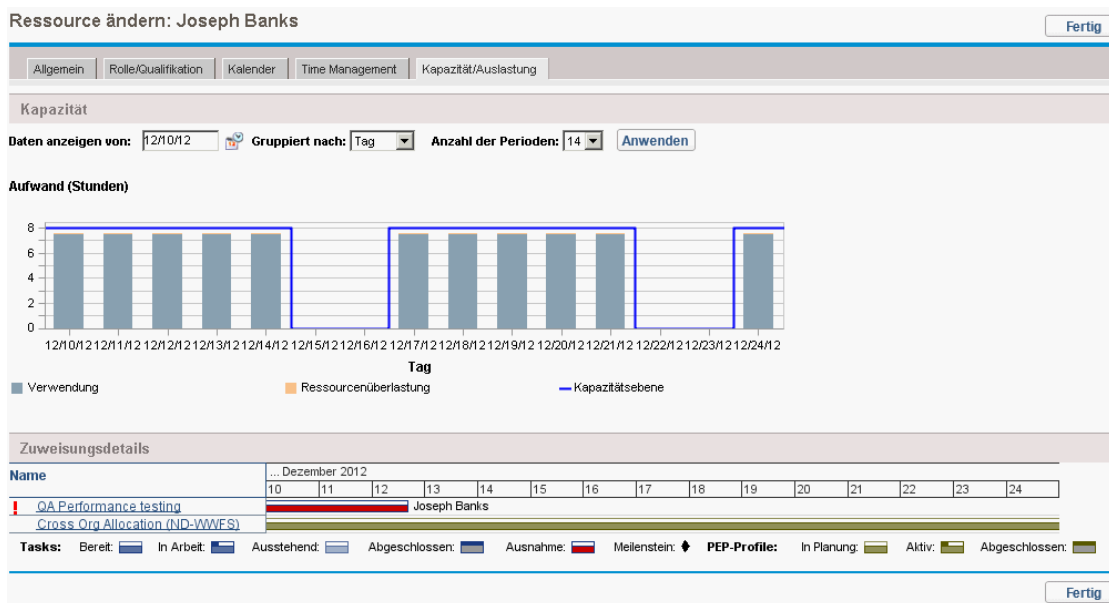 Ressource ändern: Joseph Banks
Fertig
Allgemein Rolle/Qualifikation Kalender Time Management Kapazität/Auslastung
Kapazität
Daten anzeigen von: 12/10/12 Gruppiert nach: Tag Anzahl der Perioden: 14 Anwenden
Aufwand (Stunden)
8
6
4
2
0
12/10/12 12/11/12 12/12/12 12/13/12 12/14/12 12/15/12 12/16/12 12/17/12 12/18/12 12/19/12 12/20/12 12/21/12 12/22/12 12/23/12 12/24/12
Tag
Verwendung Ressourcenüberlastung Kapazitätsebene
Zuweisungsdetails
Name ... Dezember 2012
10 11 12 13 14 15 16 17 18 19 20 21 22 23 24
! QA Performance testing Joseph Banks
Cross Org Allocation (ND-WWFS)
Tasks: Bereit: In Arbeit: Ausstehend: Abgeschlossen: Ausnahme: Meilenstein: PEP-Profile: In Planung: Aktiv: Abgeschlossen:
Fertig